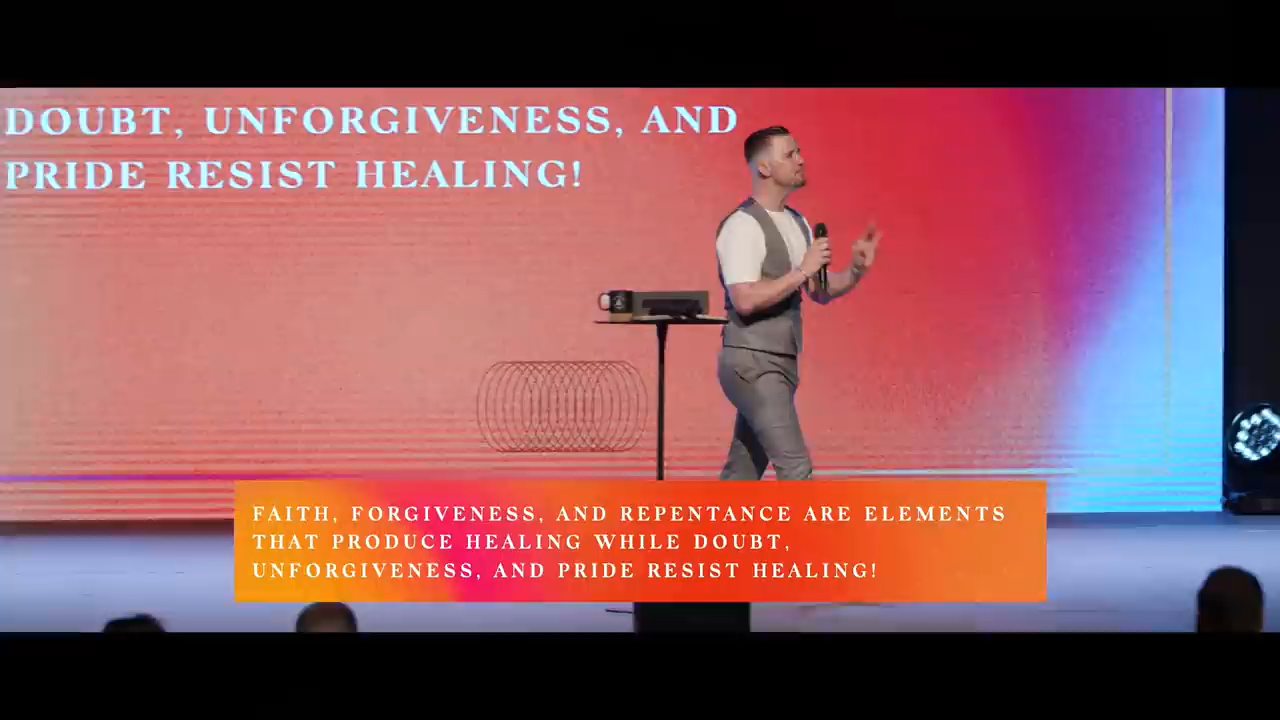 DOUBT, UNFORGIVENESS, AND
PRIDE RESIST HEALING!
FAITH, FORGIVENESS, AND REPENTANCE ARE ELEMENTS
THAT PRODUCE HEALING WHILE DOUBT,
UNFORGIVENESS, AND PRIDE RESIST HEALING!